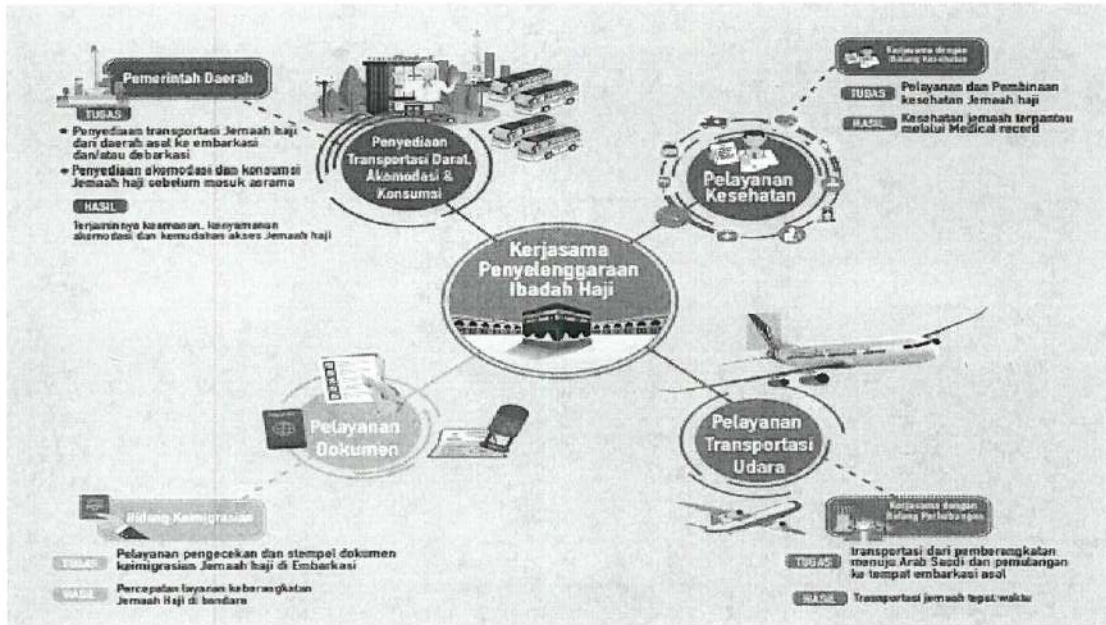 Pemerintah Daerah
TUGAS
Penyediaan transportasi Jemaah haji
dari daerah asal ke embarkasi
dan/atau debarkasi
Penyediaan akomodasi dan konsumsi
Jemaah haji sebelum masuk asrama
HASIL
Terjaminnya keamanan, kenyamanan
akomodasi dan kemudahan akses Jemaah haji
Penyediaan
Transportasi Darat,
Akomodasi &
Konsumsi
Kerjasama dengan
Bidang Kesehatan
TUGAS
Pelayanan dan Pembinaan
kesehatan Jemaah haji
HASIL
Kesehatan jemaah terpantau
melalui Medical record
Pelayanan
Kesehatan
Kerjasama
Penyelenggaraan
Ibadah Haji
Pelayanan
Dokumen
Bidang Keimigrasian
TUGAS
Pelayanan pengecekan dan stempel dokumen
keimigrasian Jemaah haji di Embarkasi
HASIL
Percepatan layanan keberangkatan
Jemaah Haji di bandara
Pelayanan
Transportasi
Udara
Kerjasama dengan
Bidang Perhubungan
TUGAS
transportasi dari pemberangkatan
menuju Arab Saudi dan pemulangan
ke tempat embarkasi asal
HASIL
Transportasi jemaah tepat waktu